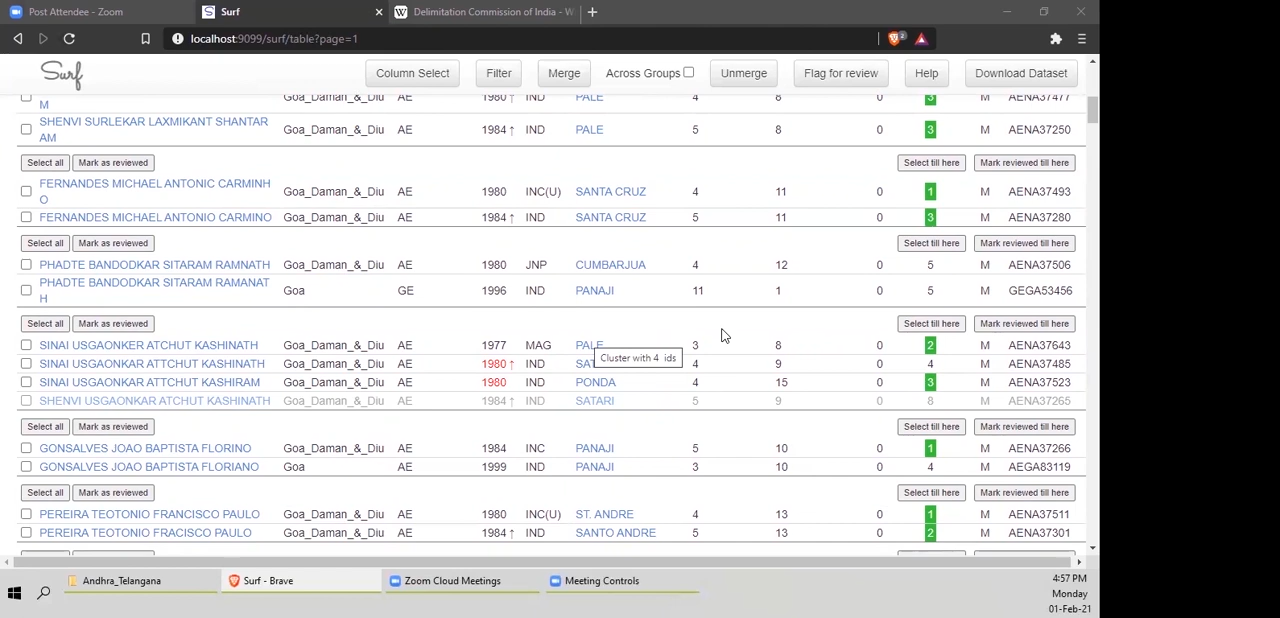 Post Attendee - Zoom
Surf
Delimitation Commission of India - W
localhost:9099/surf/table?page=1
Surf Column Select Filter Merge Across Groups Unmerge Flag for review Help Download Dataset
M Goa_Daman_&_Diu AE 1980 ↑ IND PALE 4 8 0 3 M AENA37477
SHENVI SURLEKAR LAXMIKANT SHANTAR
AM Goa_Daman_&_Diu AE 1984 ↑ IND PALE 5 8 0 3 M AENA37250
Select all Mark as reviewed Select till here Mark reviewed till here
FERNANDES MICHAEL ANTONIC CARMINH
O Goa_Daman_&_Diu AE 1980 INC(U) SANTA CRUZ 4 11 0 1 M AENA37493
FERNANDES MICHAEL ANTONIO CARMINO Goa_Daman_&_Diu AE 1984 ↑ IND SANTA CRUZ 5 11 0 3 M AENA37280
Select all Mark as reviewed Select till here Mark reviewed till here
PHADTE BANDODKAR SITARAM RAMNATH Goa_Daman_&_Diu AE 1980 JNP CUMBARJUA 4 12 0 5 M AENA37506
PHADTE BANDODKAR SITARAM RAMANAT
H Goa GE 1996 IND PANAJI 11 1 0 5 M GEGA53456
Select all Mark as reviewed Select till here Mark reviewed till here
SINAI USGAONKER ATCHUT KASHINATH Goa_Daman_&_Diu AE 1977 MAG PALE 3 8 0 2 M AENA37643
Cluster with 4 ids
SINAI USGAONKAR ATTCHUT KASHINATH Goa_Daman_&_Diu AE 1980 ↑ IND SA 4 9 0 4 M AENA37485
SINAI USGAONKAR ATTCHUT KASHIRAM Goa_Daman_&_Diu AE 1980 IND PONDA 4 15 0 3 M AENA37523
SHENVI USGAONKAR ATCHUT KASHINATH Goa_Daman_&_Diu AE 1984 ↑ IND SATARI 5 9 0 8 M AENA37265
Select all Mark as reviewed Select till here Mark reviewed till here
GONSALVES JOAO BAPTISTA FLORINO Goa_Daman_&_Diu AE 1984 INC PANAJI 5 10 0 1 M AENA37266
GONSALVES JOAO BAPTISTA FLORIANO Goa AE 1999 IND PANAJI 3 10 0 4 M AEGA83119
Select all Mark as reviewed Select till here Mark reviewed till here
PEREIRA TEOTONIO FRANCISCO PAULO Goa_Daman_&_Diu AE 1980 INC(U) ST. ANDRE 4 13 0 1 M AENA37511
PEREIRA TEOTONIO FRACISCO PAULO Goa_Daman_&_Diu AE 1984 ↑ IND SANTO ANDRE 5 13 0 2 M AENA37301
Andhra_Telangana Surf - Brave Zoom Cloud Meetings Meeting Controls
4:57 PM
Monday
01-Feb-21